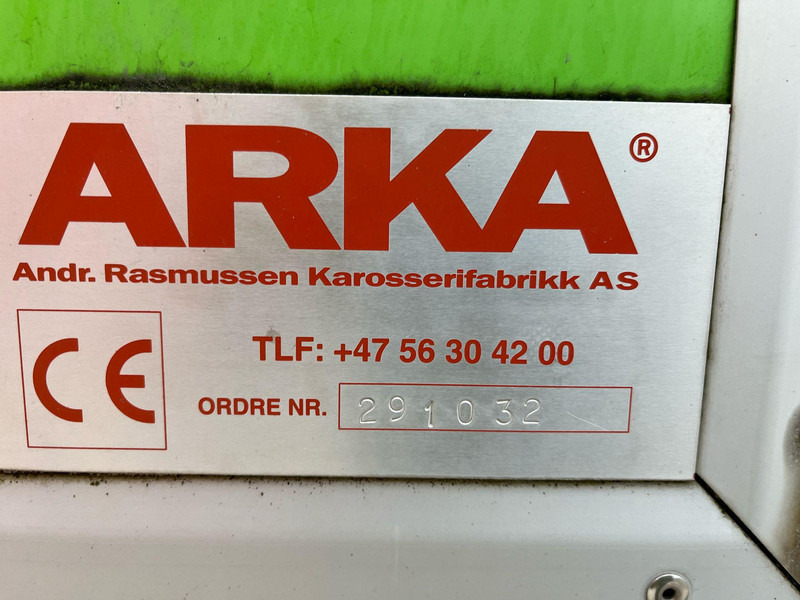 ARKA®
Andr. Rasmussen Karosserifabrikk AS
CE
TLF: +47 56 30 42 00
ORDRE NR. 291032